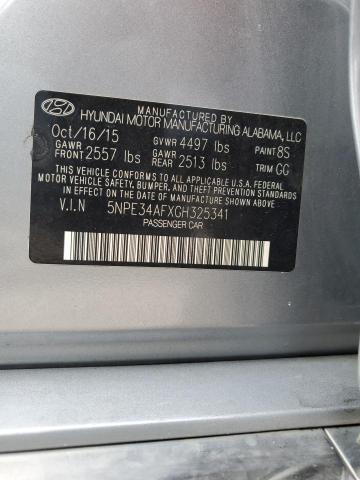 MANUFACTURED BY
HYUNDAI MOTOR MANUFACTURING ALABAMA, LLC
Oct/16/15 GVWR 4497 lbs PAINT 8S
GAWR FRONT 2557 lbs GAWR REAR 2513 lbs TRIM GG
THIS VEHICLE CONFORMS TO ALL APPLICABLE FEDERAL
MOTOR VEHICLE SAFETY, BUMPER, AND THEFT PREVENTION
STANDARDS IN EFFECT ON THE DATE OF MANUFACTURE SHOWN ABOVE.
V.I.N 5NPE34AFXGH325341
PASSENGER CAR